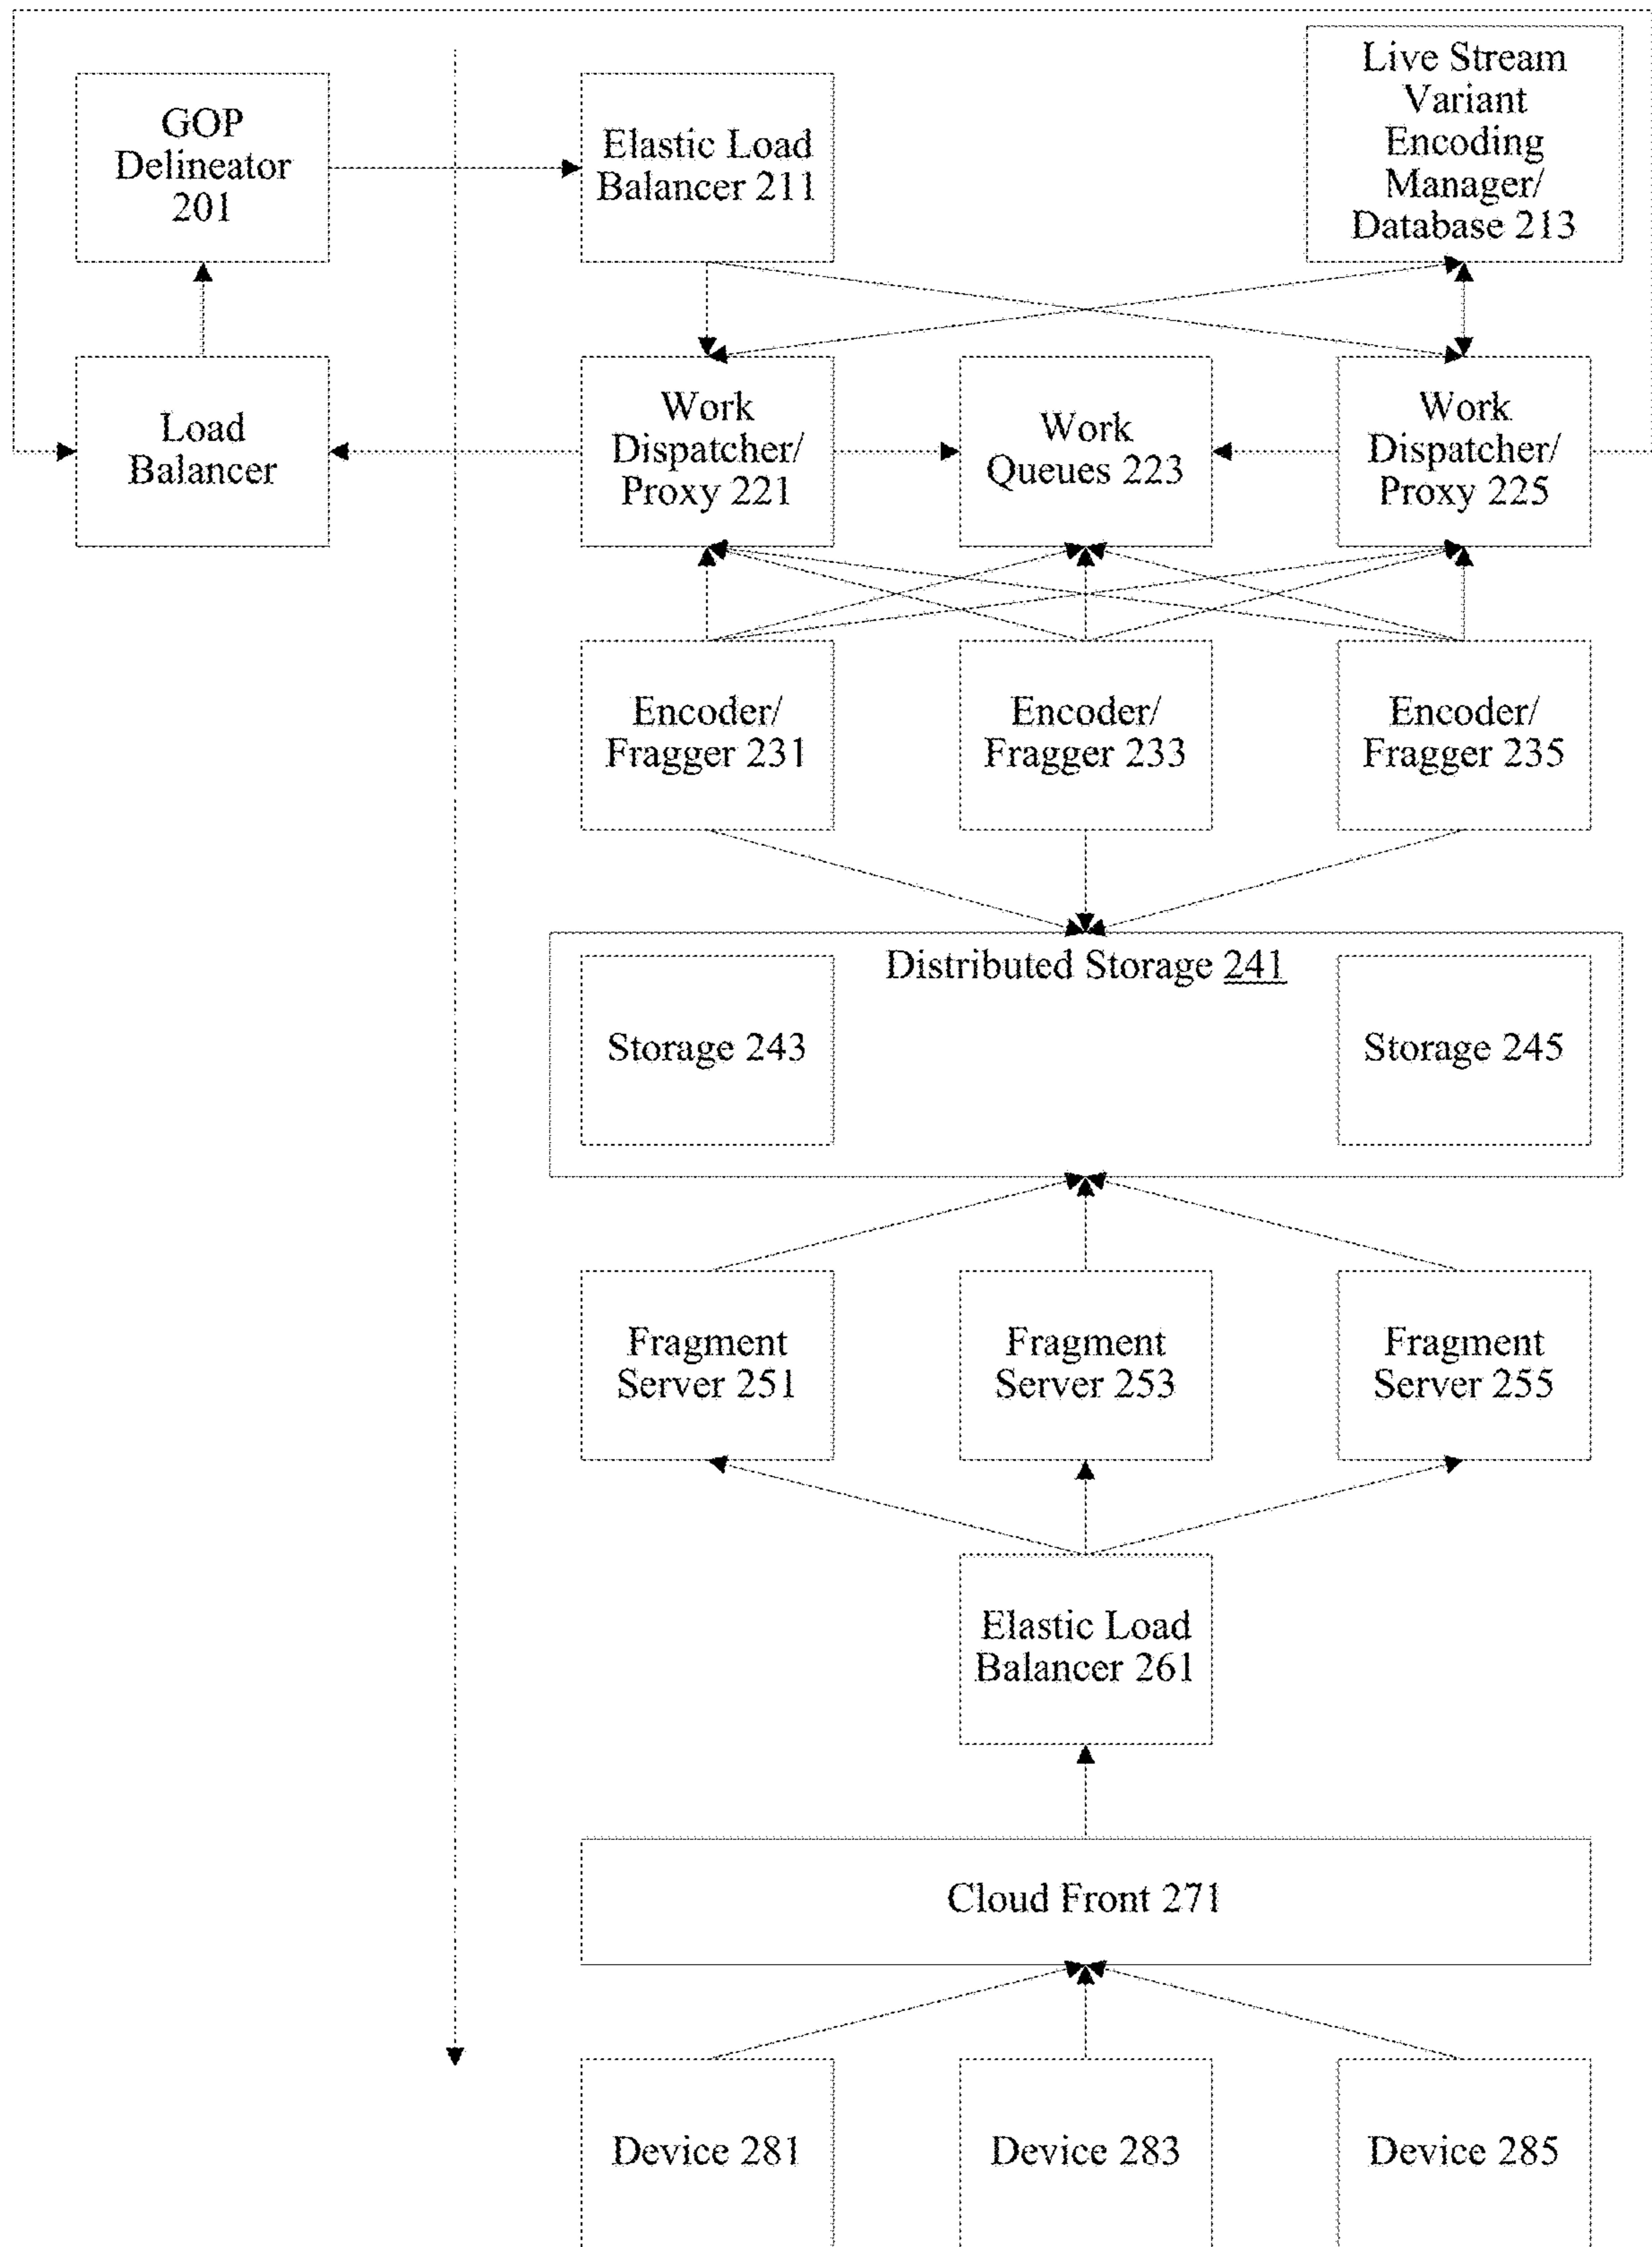 GOP
Delineator
201
Elastic Load
Balancer 211
Live Stream
Variant
Encoding
Manager/
Database 213
Load
Balancer
Work
Dispatcher/
Proxy 221
Work
Queues 223
Work
Dispatcher/
Proxy 225
Encoder/
Fragger 231
Encoder/
Fragger 233
Encoder/
Fragger 235
Distributed Storage 241
Storage 243
Storage 245
Fragment
Server 251
Fragment
Server 253
Fragment
Server 255
Elastic Load
Balancer 261
Cloud Front 271
Device 281
Device 283
Device 285